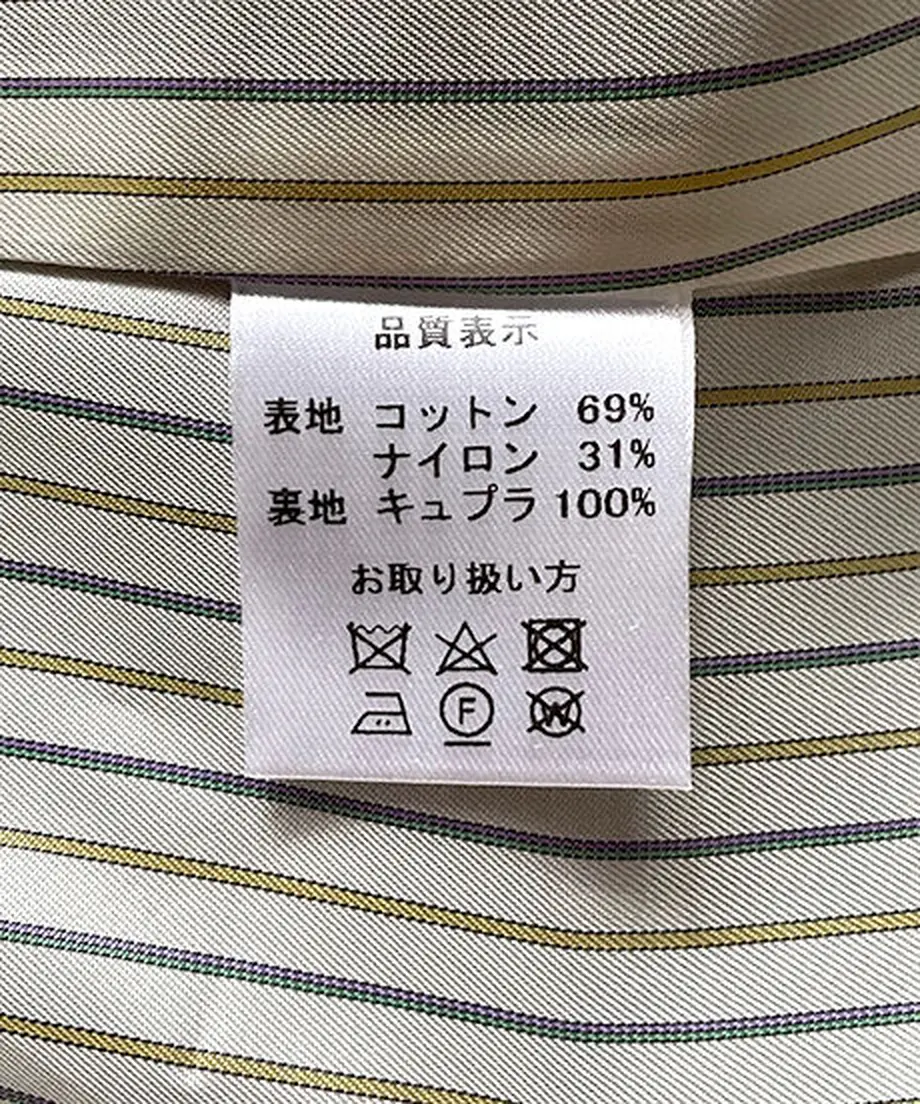 品質表示
表地 コットン 69%
ナイロン 31%
裏地 キュプラ 100%
お取り扱い方
F W